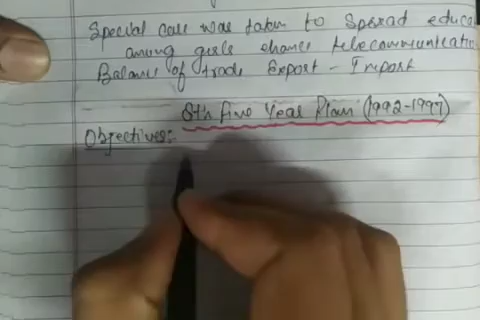 Special care was taken to spread educa
among girls chance telecommunicatio
Balance of trade Export - Import
8th five Year Plan (1992-1997)
Objectives: